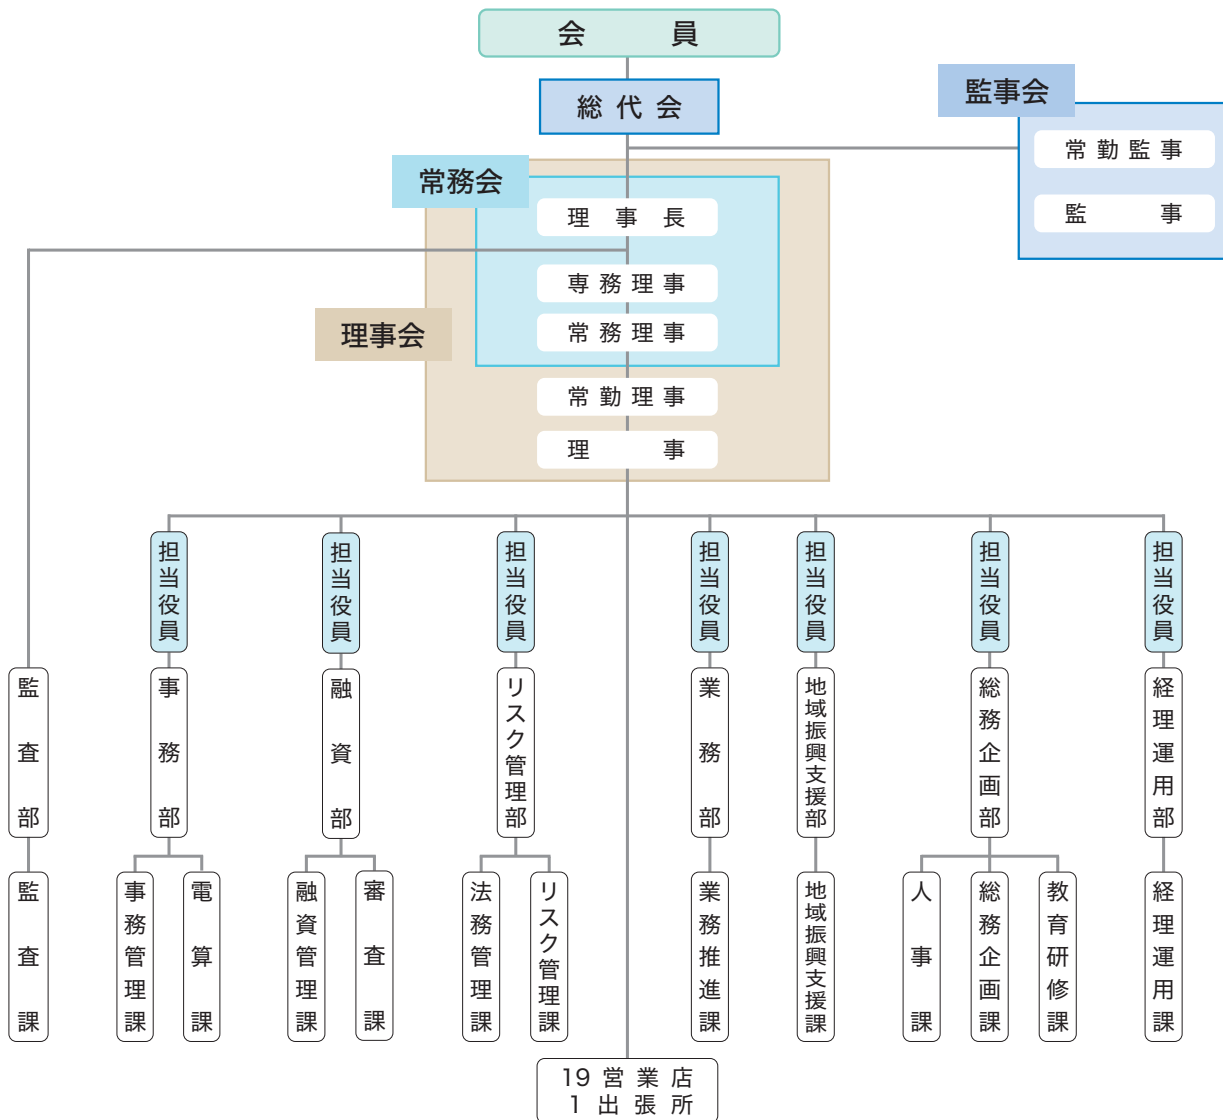 会員
総代会
監事会
常勤監事
監事
常務会
理事長
専務理事
常務理事
理事会
常勤理事
理事
担当役員
担当役員
担当役員
担当役員
担当役員
担当役員
担当役員
監査部
事務部
融資部
リスク管理部
業務部
地域振興支援部
総務企画部
経理運用部
監査課
事務管理課
電算課
融資管理課
審査課
法務管理課
リスク管理課
業務推進課
地域振興支援課
人事課
総務企画課
教育研修課
経理運用課
19営業店
1出張所